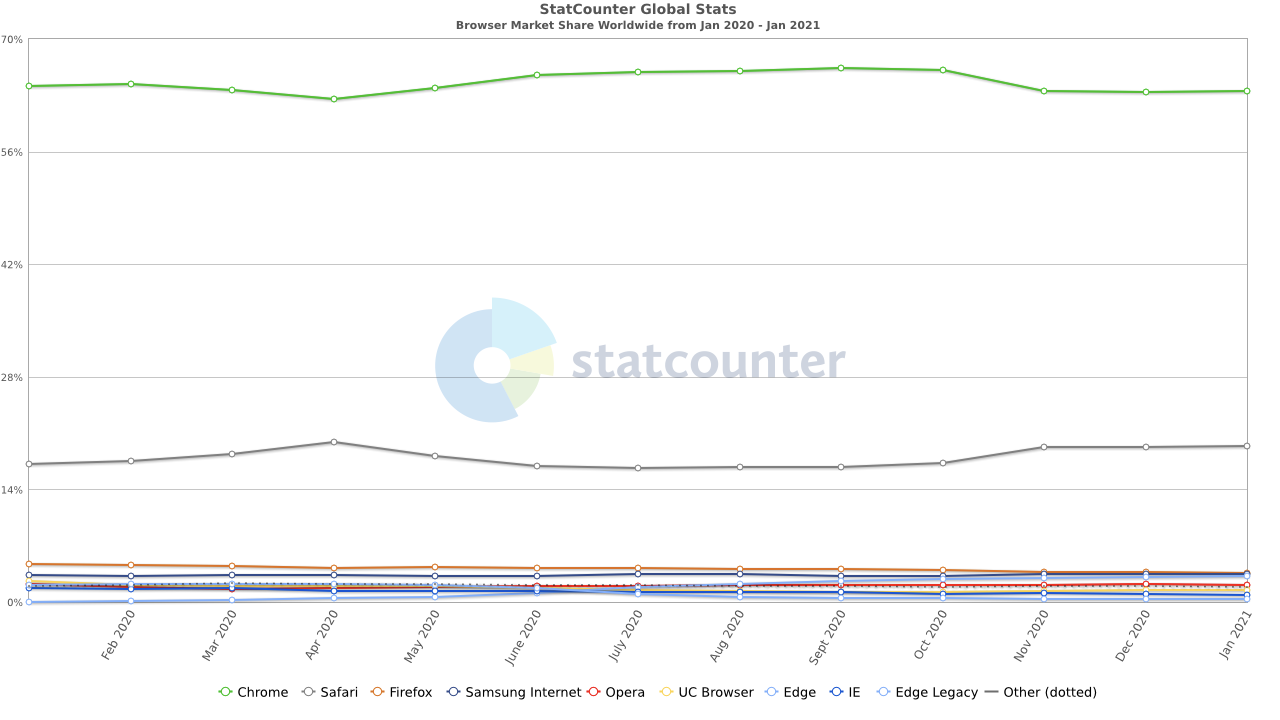 StatCounter Global Stats
Browser Market Share Worldwide from Jan 2020 - Jan 2021
70%
56%
42%
28%
14%
0%
statcounter
Feb 2020
Mar 2020
Apr 2020
May 2020
June 2020
July 2020
Aug 2020
Sept 2020
Oct 2020
Nov 2020
Dec 2020
Jan 2021
Chrome Safari Firefox Samsung Internet Opera UC Browser Edge IE Edge Legacy Other (dotted)